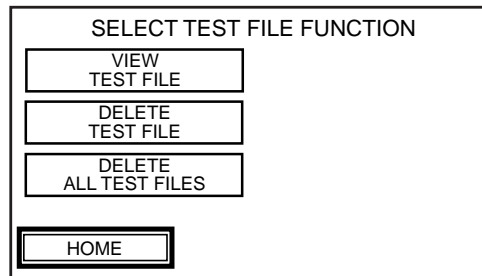 SELECT TEST FILE FUNCTION
VIEW
TEST FILE
DELETE
TEST FILE
DELETE
ALL TEST FILES
HOME